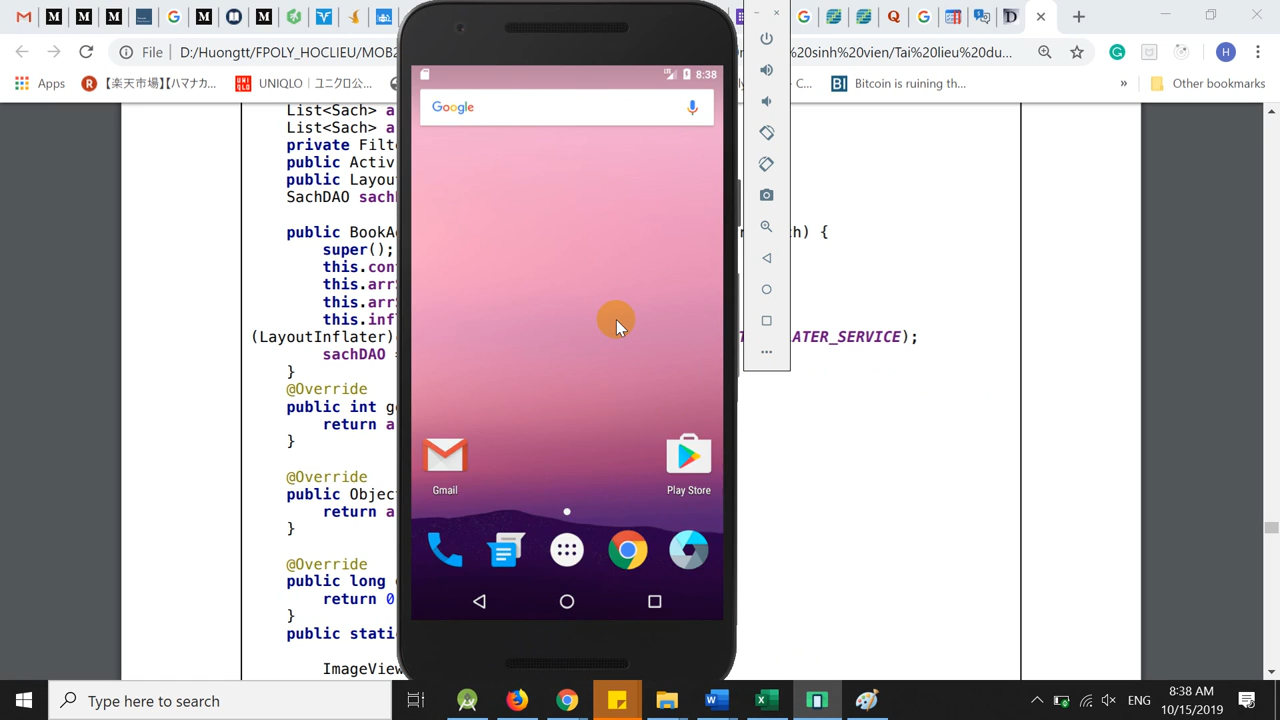 File
D:/Huongtt/FPOLY_HOCLIEU/MOB2
%20sinh%20vien/Tai%20lieu%20du...
H
Apps
【楽天市場】【ハマナカ...
UNIQLO | ユニクロ公...
Bitcoin is ruining th...
»
Other bookmarks
List<Sach> a
List<Sach> a
private Filt
public Activ
public Layou
SachDAO sach
public BookA
h) {
super();
this.con
this.arr
this.arr
this.inf
(LayoutInflater)
ATER_SERVICE);
sachDAO =
}
@Override
public int g
return a
}
@Override
public Objec
return a
}
@Override
public long
return 0
}
public stati
ImageView
LTE
8:38
Google
Gmail
Play Store
Type here to search
ENG
8:38 AM
10/15/2019